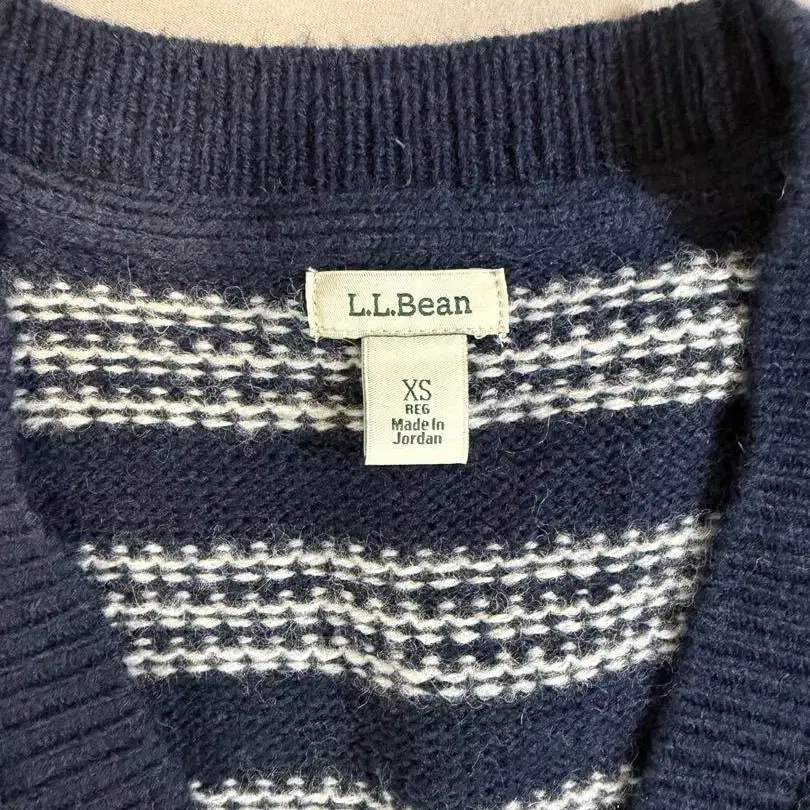 L.L.Bean
XS
REG
Made In
Jordan